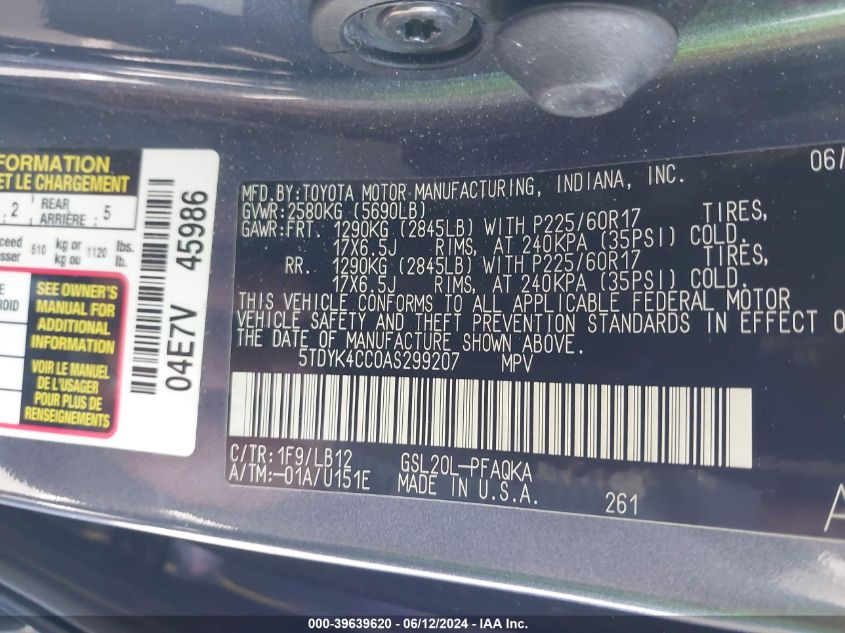 FORMATION
ET LE CHARGEMENT
2 REAR ARRIÈRE : 5
510 kg or kg ou 1120 lbs. lb.
SEE OWNER'S
MANUAL FOR
ADDITIONAL
INFORMATION
VOIR LE MANUEL
DE L'USAGER
POUR PLUS DE
RENSEIGNEMENTS
04E7V 45986
06/
MFD.BY:TOYOTA MOTOR MANUFACTURING, INDIANA, INC.
GVWR:2580KG (5690LB)
GAWR:FRT. 1290KG (2845LB) WITH P225/60R17 TIRES,
17X6.5J RIMS, AT 240KPA (35PSI) COLD.
RR. 1290KG (2845LB) WITH P225/60R17 TIRES,
17X6.5J RIMS, AT 240KPA (35PSI) COLD.
THIS VEHICLE CONFORMS TO ALL APPLICABLE FEDERAL MOTOR
VEHICLE SAFETY AND THEFT PREVENTION STANDARDS IN EFFECT O
THE DATE OF MANUFACTURE SHOWN ABOVE.
5TDYK4CC0AS299207 MPV
C/TR:1F9/LB12 GSL20L-PFAQKA
A/TM:-01A/U151E MADE IN U.S.A.
261
000-39639620 - 06/12/2024 - IAA Inc.